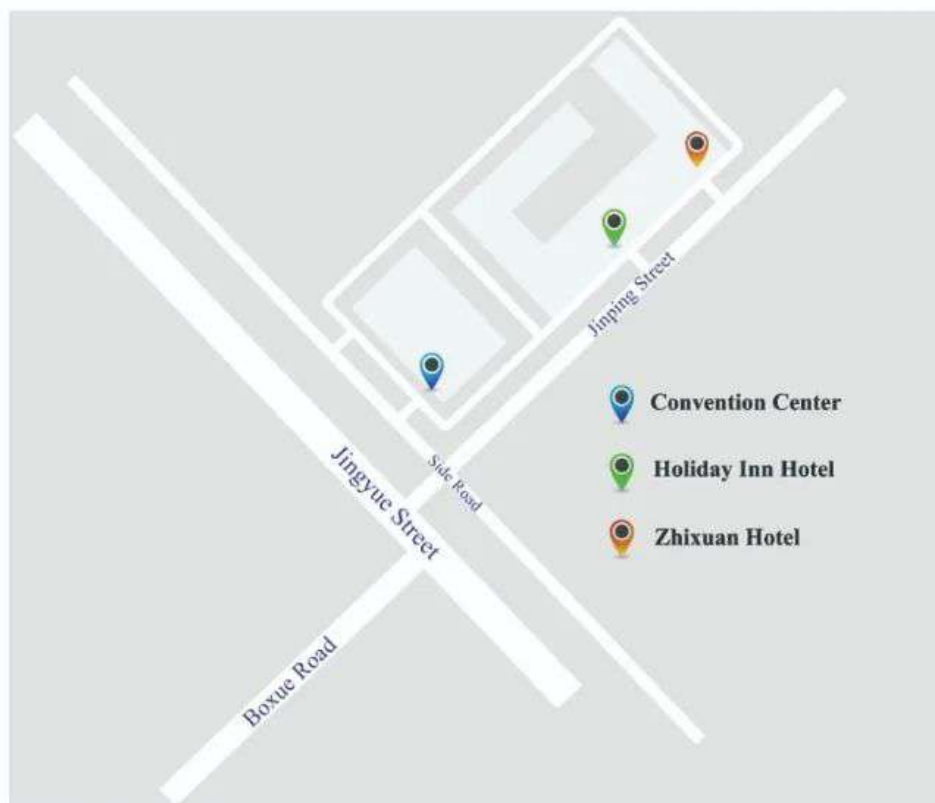 Jinping Street
Convention Center
Holiday Inn Hotel
Side Road
Jingyue Street
Zhixuan Hotel
Boxue Road